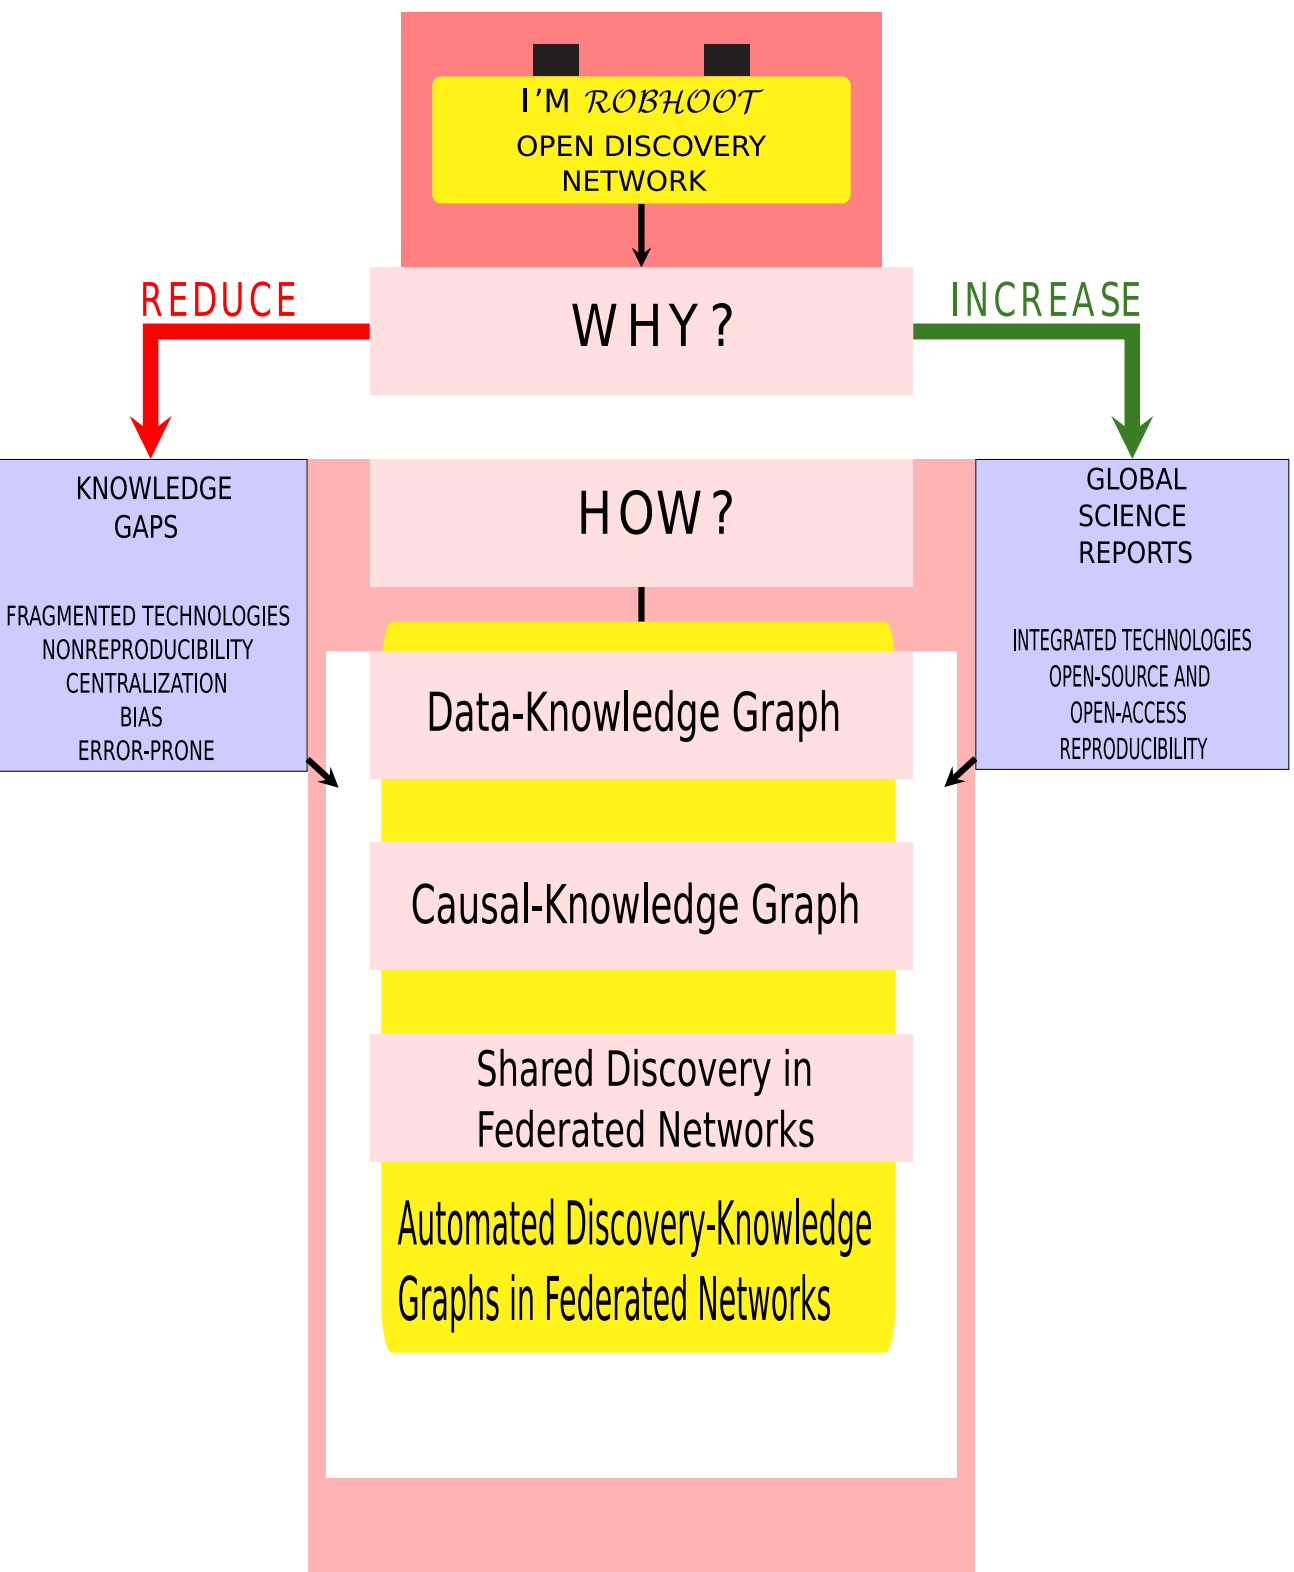 I'M ROBHOOT
OPEN DISCOVERY
NETWORK
REDUCE
WHY?
INCREASE
HOW?
KNOWLEDGE
GAPS
FRAGMENTED TECHNOLOGIES
NONREPRODUCIBILITY
CENTRALIZATION
BIAS
ERROR-PRONE
GLOBAL
SCIENCE
REPORTS
INTEGRATED TECHNOLOGIES
OPEN-SOURCE AND
OPEN-ACCESS
REPRODUCIBILITY
Data-Knowledge Graph
Causal-Knowledge Graph
Shared Discovery in
Federated Networks
Automated Discovery-Knowledge
Graphs in Federated Networks